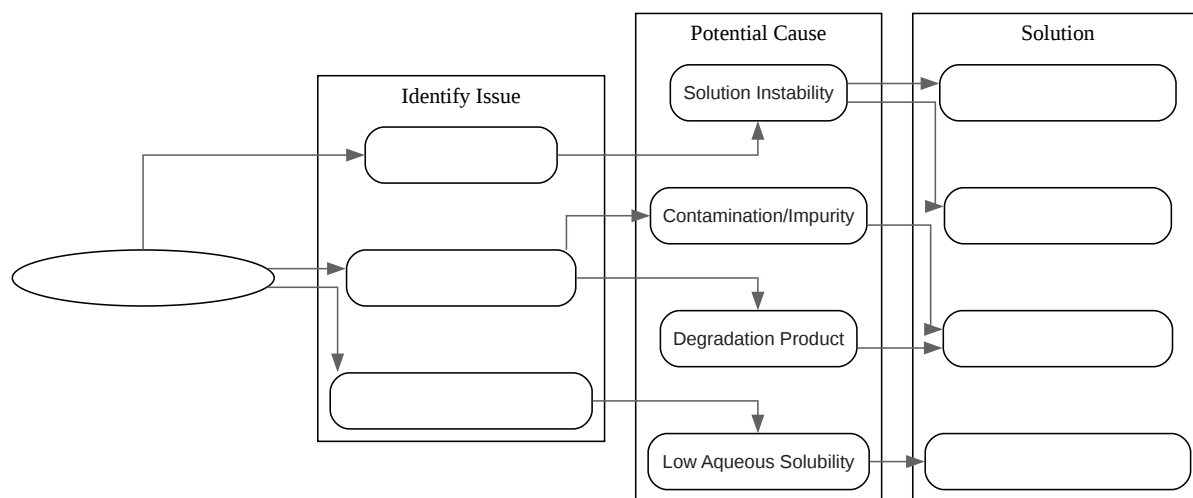 Potential Cause
Solution
Identify Issue
Solution Instability
Contamination/Impurity
Degradation Product
Low Aqueous Solubility